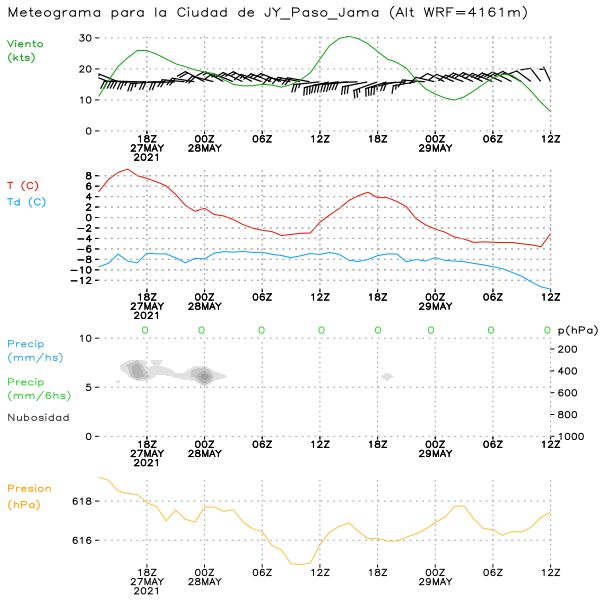 Meteograma para la Ciudad de JY_Paso_Jama (Alt WRF=4161m)
Viento
(kts)
30
20
10
0
18Z 00Z 06Z 12Z 18Z 00Z 06Z 12Z
27MAY 28MAY 29MAY
2021
T (C)
Td (C)
8
6
4
2
0
-2
-4
-6
-8
-10
-12
18Z 00Z 06Z 12Z 18Z 00Z 06Z 12Z
27MAY 28MAY 29MAY
2021
0 0 0 0 0 0 0 0
p(hPa)
Precip
(mm/hs)
Precip
(mm/6hs)
Nubosidad
10
5
0
200
400
600
800
1000
18Z 00Z 06Z 12Z 18Z 00Z 06Z 12Z
27MAY 28MAY 29MAY
2021
Presion
(hPa)
618
616
18Z 00Z 06Z 12Z 18Z 00Z 06Z 12Z
27MAY 28MAY 29MAY
2021